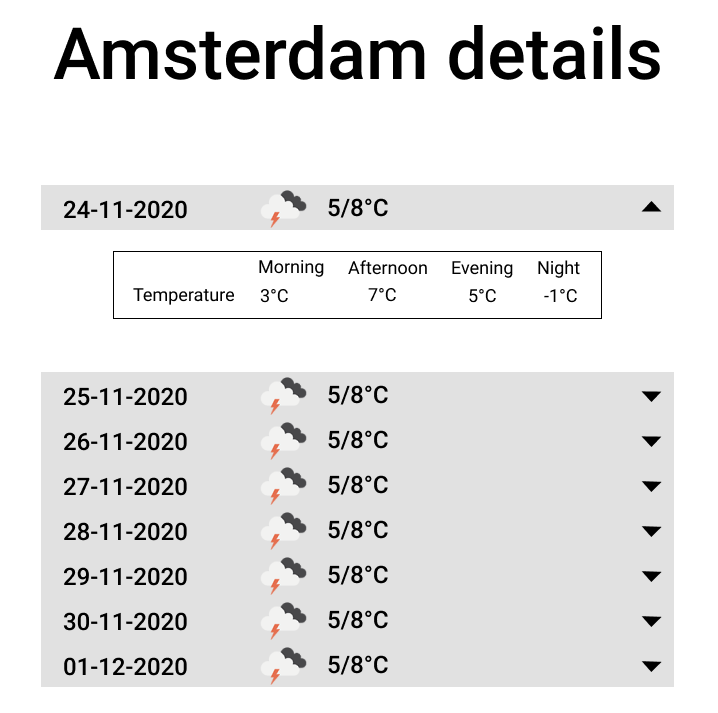 Amsterdam details
24-11-2020 5/8°C
Morning Afternoon Evening Night
Temperature 3°C 7°C 5°C -1°C
25-11-2020 5/8°C
26-11-2020 5/8°C
27-11-2020 5/8°C
28-11-2020 5/8°C
29-11-2020 5/8°C
30-11-2020 5/8°C
01-12-2020 5/8°C